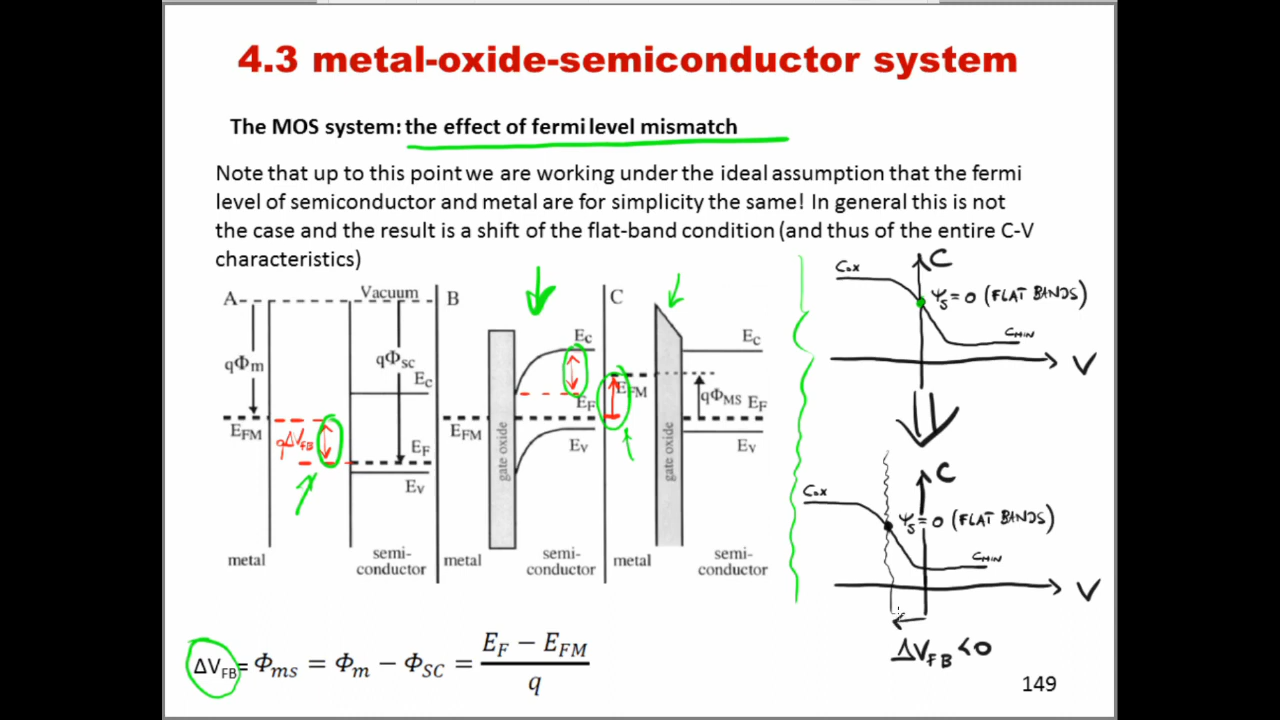 4.3 metal-oxide-semiconductor system
The MOS system: the effect of fermi level mismatch
Note that up to this point we are working under the ideal assumption that the fermi
level of semiconductor and metal are for simplicity the same! In general this is not
the case and the result is a shift of the flat-band condition (and thus of the entire C-V
characteristics)
A
Vacuum
qΦm
qΦsc
Ec
EFM
qΔVFB
EF
Ev
metal
semi-
conductor
B
Ec
EF
EFM
gate oxide
Ev
metal
semi-
conductor
C
Ec
EFM
qΦMS EF
gate oxide
Ev
metal
semi-
conductor
C
Cox
Ψs=0 (FLAT BANDS)
CMIN
V
C
Cox
Ψs=0 (FLAT BANDS)
CMIN
V
ΔVFB<0
ΔVFB= Φms = Φm − ΦSC = (EF − EFM) / q
149